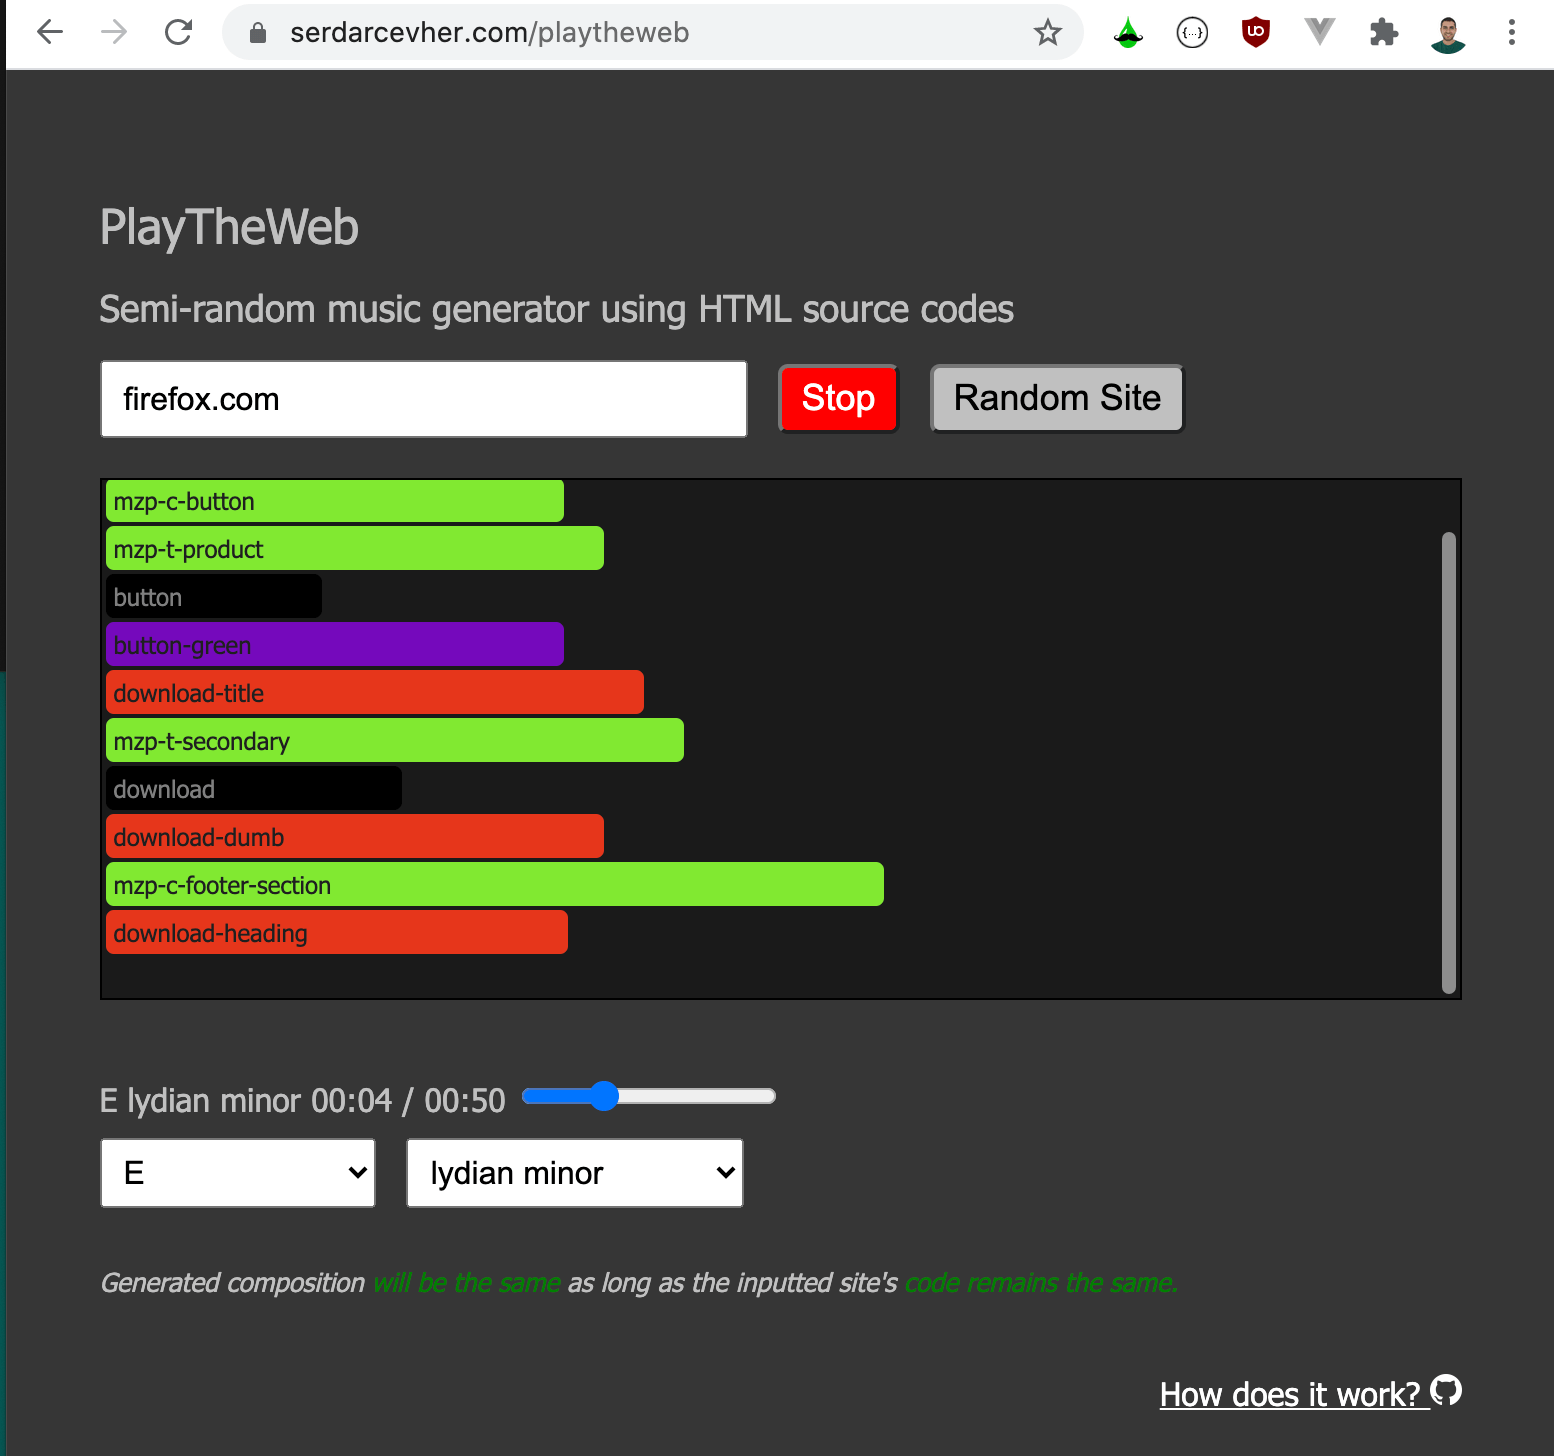 serdarcevher.com/playtheweb
{...}
UO
PlayTheWeb
Semi-random music generator using HTML source codes
firefox.com Stop Random Site
mzp-c-button
mzp-t-product
button
button-green
download-title
mzp-t-secondary
download
download-dumb
mzp-c-footer-section
download-heading
E lydian minor 00:04 / 00:50
E lydian minor
Generated composition will be the same as long as the inputted site's code remains the same.
How does it work?